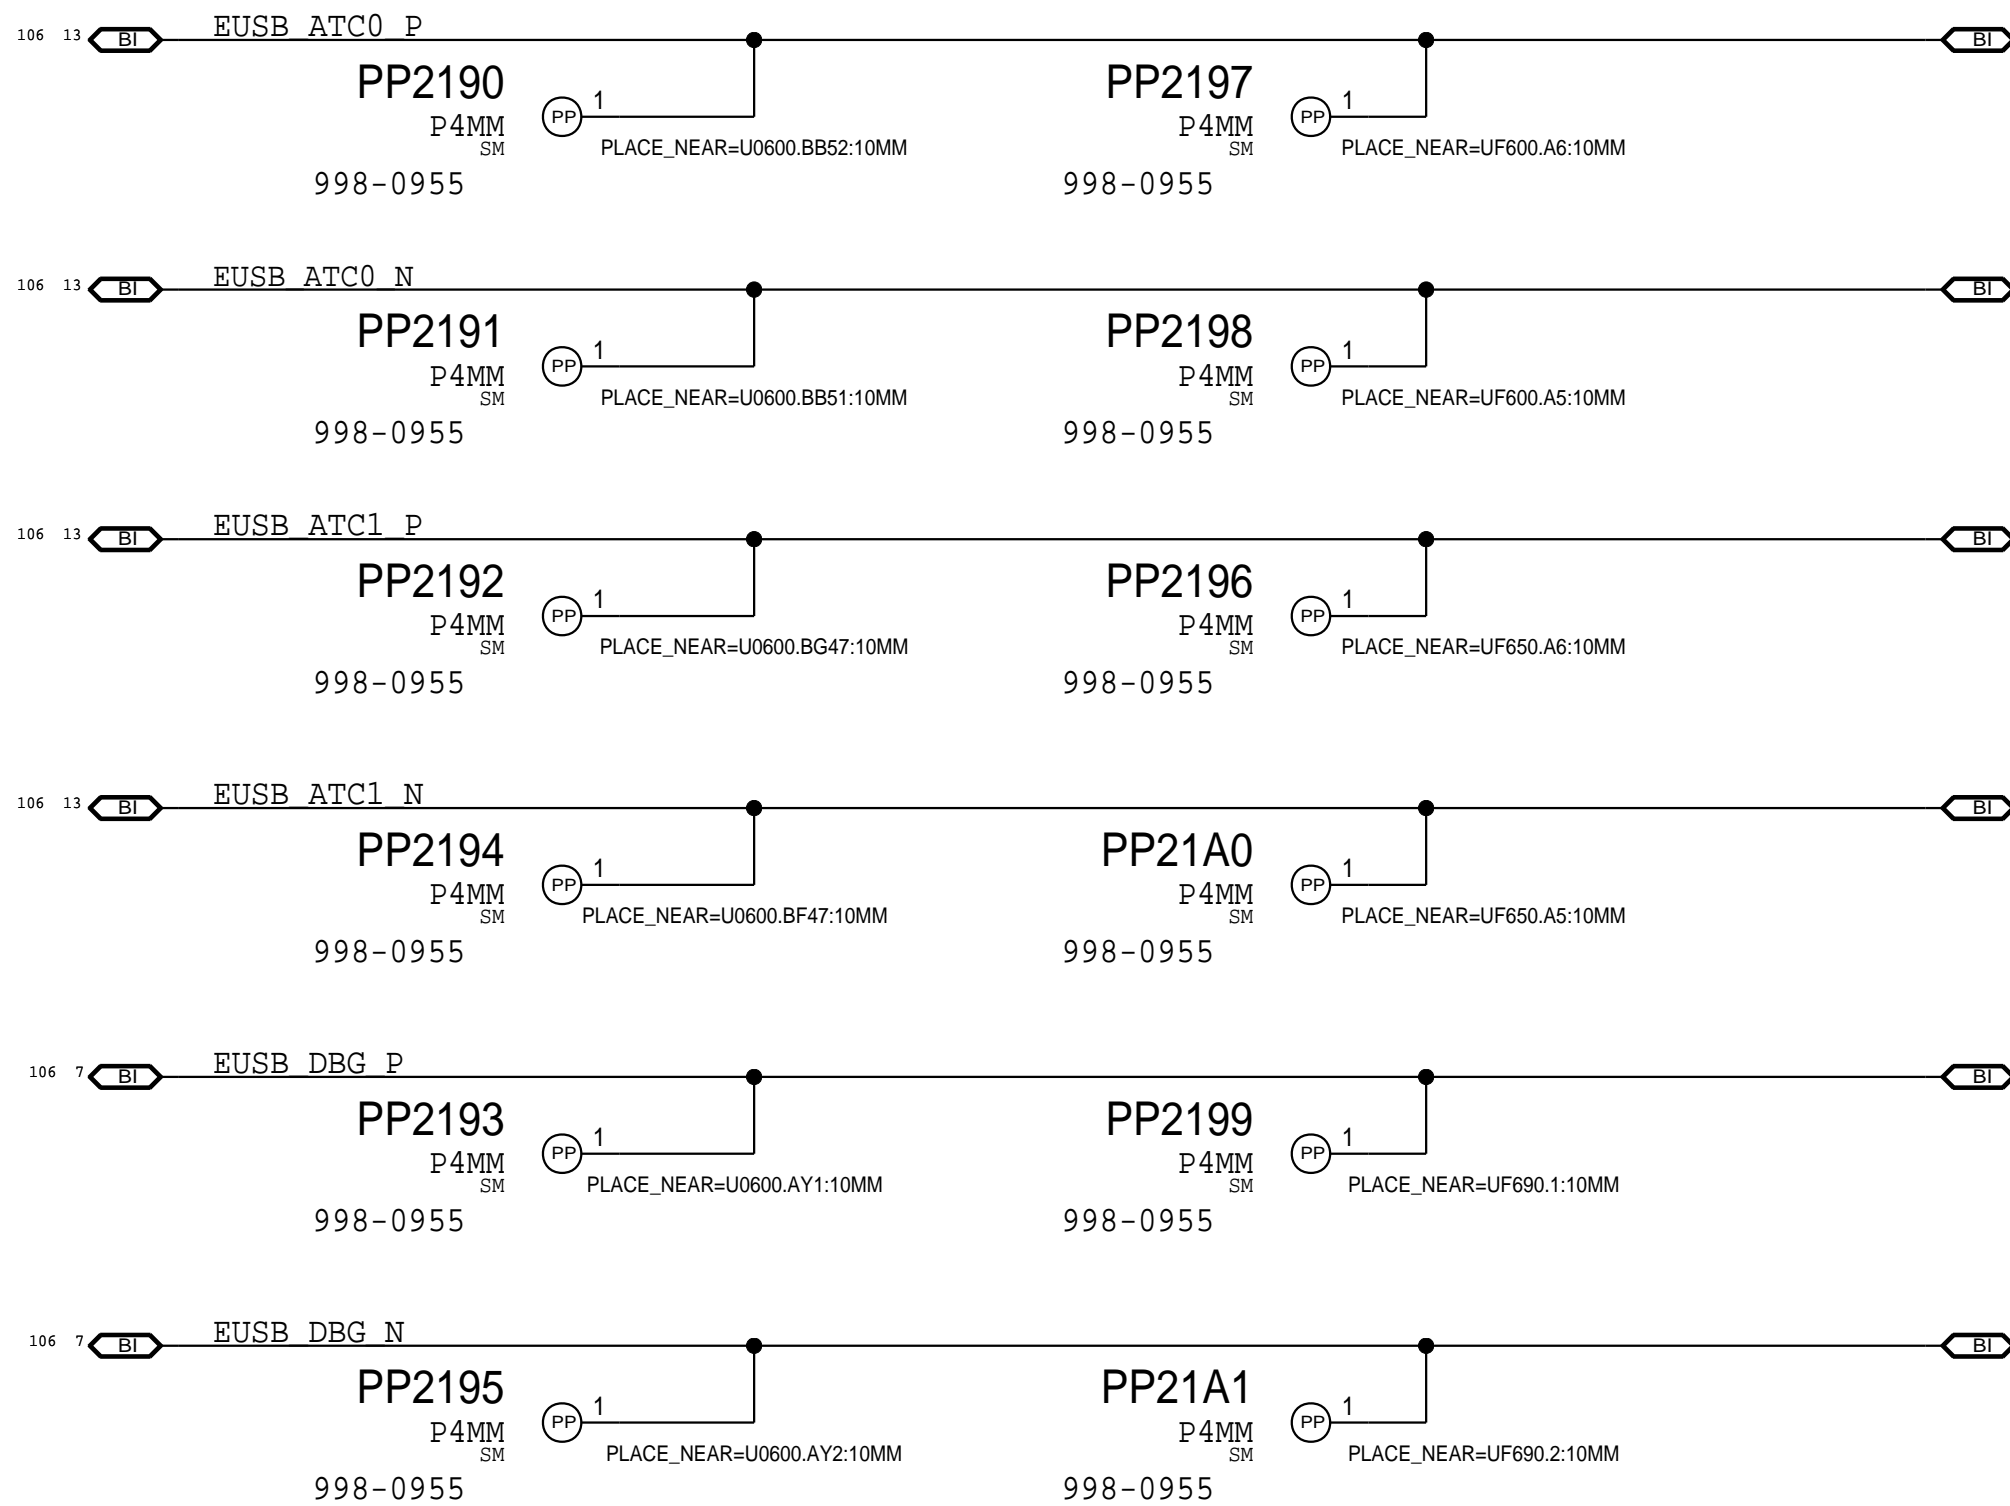 106 13 BI EUSB_ATC0_P BI
PP2190 PP2197
P4MM PP 1 P4MM PP 1
SM PLACE_NEAR=U0600.BB52:10MM SM PLACE_NEAR=UF600.A6:10MM
998-0955 998-0955
106 13 BI EUSB_ATC0_N BI
PP2191 PP2198
P4MM PP 1 P4MM PP 1
SM PLACE_NEAR=U0600.BB51:10MM SM PLACE_NEAR=UF600.A5:10MM
998-0955 998-0955
106 13 BI EUSB_ATC1_P BI
PP2192 PP2196
P4MM PP 1 P4MM PP 1
SM PLACE_NEAR=U0600.BG47:10MM SM PLACE_NEAR=UF650.A6:10MM
998-0955 998-0955
106 13 BI EUSB_ATC1_N BI
PP2194 PP21A0
P4MM PP 1 P4MM PP 1
SM PLACE_NEAR=U0600.BF47:10MM SM PLACE_NEAR=UF650.A5:10MM
998-0955 998-0955
106 7 BI EUSB_DBG_P BI
PP2193 PP2199
P4MM PP 1 P4MM PP 1
SM PLACE_NEAR=U0600.AY1:10MM SM PLACE_NEAR=UF690.1:10MM
998-0955 998-0955
106 7 BI EUSB_DBG_N BI
PP2195 PP21A1
P4MM PP 1 P4MM PP 1
SM PLACE_NEAR=U0600.AY2:10MM SM PLACE_NEAR=UF690.2:10MM
998-0955 998-0955